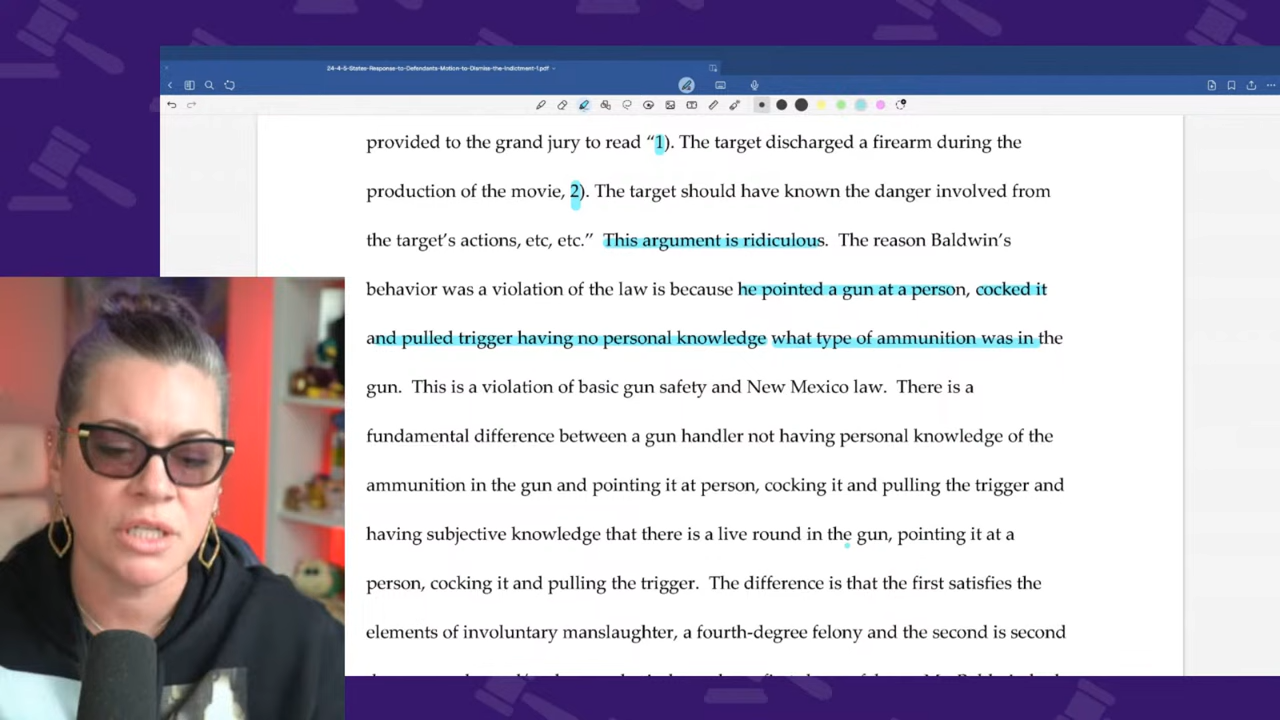 24-4-5-States-Response-to-Defendants-Motion-to-Dismiss-the-Indictment-1.pdf
provided to the grand jury to read “1). The target discharged a firearm during the
production of the movie, 2). The target should have known the danger involved from
the target’s actions, etc, etc.” This argument is ridiculous. The reason Baldwin’s
behavior was a violation of the law is because he pointed a gun at a person, cocked it
and pulled trigger having no personal knowledge what type of ammunition was in the
gun. This is a violation of basic gun safety and New Mexico law. There is a
fundamental difference between a gun handler not having personal knowledge of the
ammunition in the gun and pointing it at person, cocking it and pulling the trigger and
having subjective knowledge that there is a live round in the gun, pointing it at a
person, cocking it and pulling the trigger. The difference is that the first satisfies the
elements of involuntary manslaughter, a fourth-degree felony and the second is second